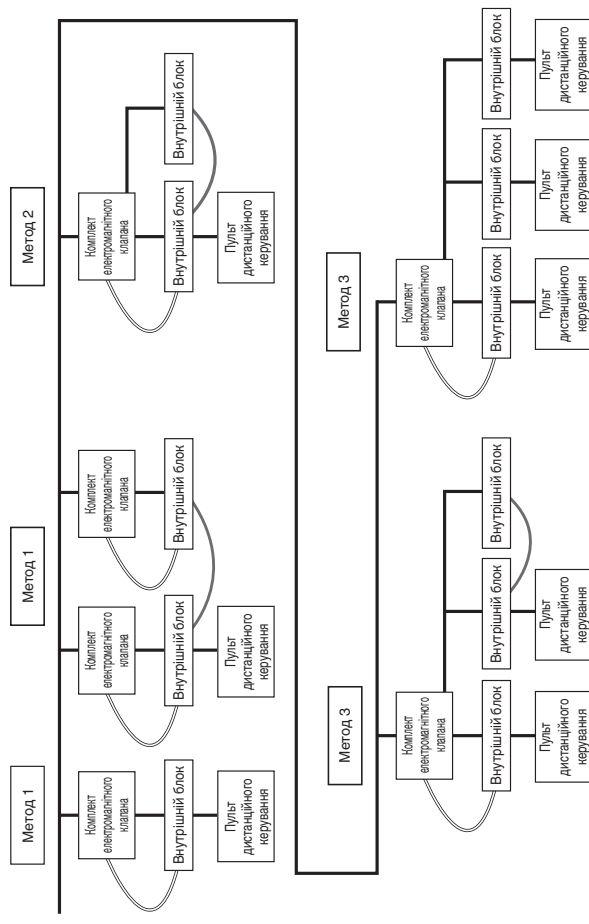 Метод 1
Комплект
електромагнітного
клапана
Внутрішній блок
Пульт
дистанційного
керування
Метод 1
Комплект
електромагнітного
клапана
Внутрішній блок
Пульт
дистанційного
керування
Комплект
електромагнітного
клапана
Внутрішній блок
Метод 2
Комплект
електромагнітного
клапана
Внутрішній блок
Внутрішній блок
Пульт
дистанційного
керування
Метод 3
Комплект
електромагнітного
клапана
Внутрішній блок
Внутрішній блок
Внутрішній блок
Пульт
дистанційного
керування
Пульт
дистанційного
керування
Метод 3
Комплект
електромагнітного
клапана
Внутрішній блок
Внутрішній блок
Внутрішній блок
Пульт
дистанційного
керування
Пульт
дистанційного
керування
Пульт
дистанційного
керування